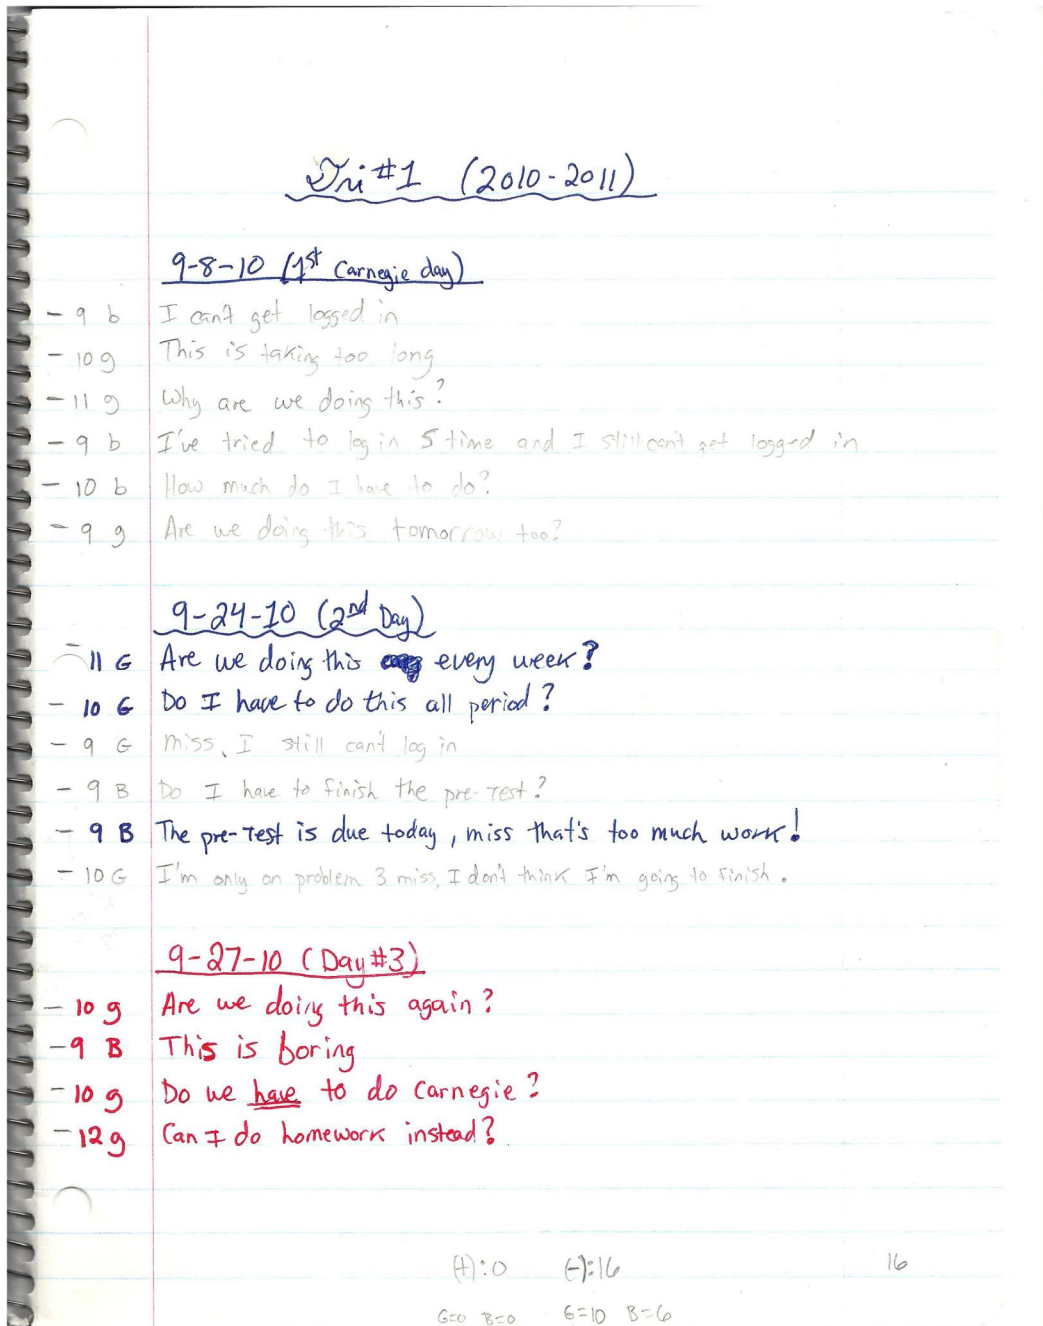 Tri #1 (2010-2011)
9-8-10 (1st Carnegie day)
- 9 b I can't get logged in
- 10 g This is taking too long
- 11 g Why are we doing this?
- 9 b I've tried to log in 5 time and I still can't get logged in
- 10 b How much do I have to do?
- 9 g Are we doing this tomorrow too?
9-24-10 (2nd Day)
- 11 G Are we doing this every week?
- 10 G Do I have to do this all period?
- 9 G Miss, I still can't log in
- 9 B Do I have to finish the pre-test?
- 9 B The pre-test is due today, miss that's too much work!
- 10 G I'm only on problem 3 miss, I don't think I'm going to finish.
9-27-10 (Day #3)
- 10 g Are we doing this again?
- 9 B This is boring
- 10 g Do we have to do Carnegie?
- 12 g Can I do homework instead?
(+):0 (-):16 16
G=0 B=0 G=10 B=6